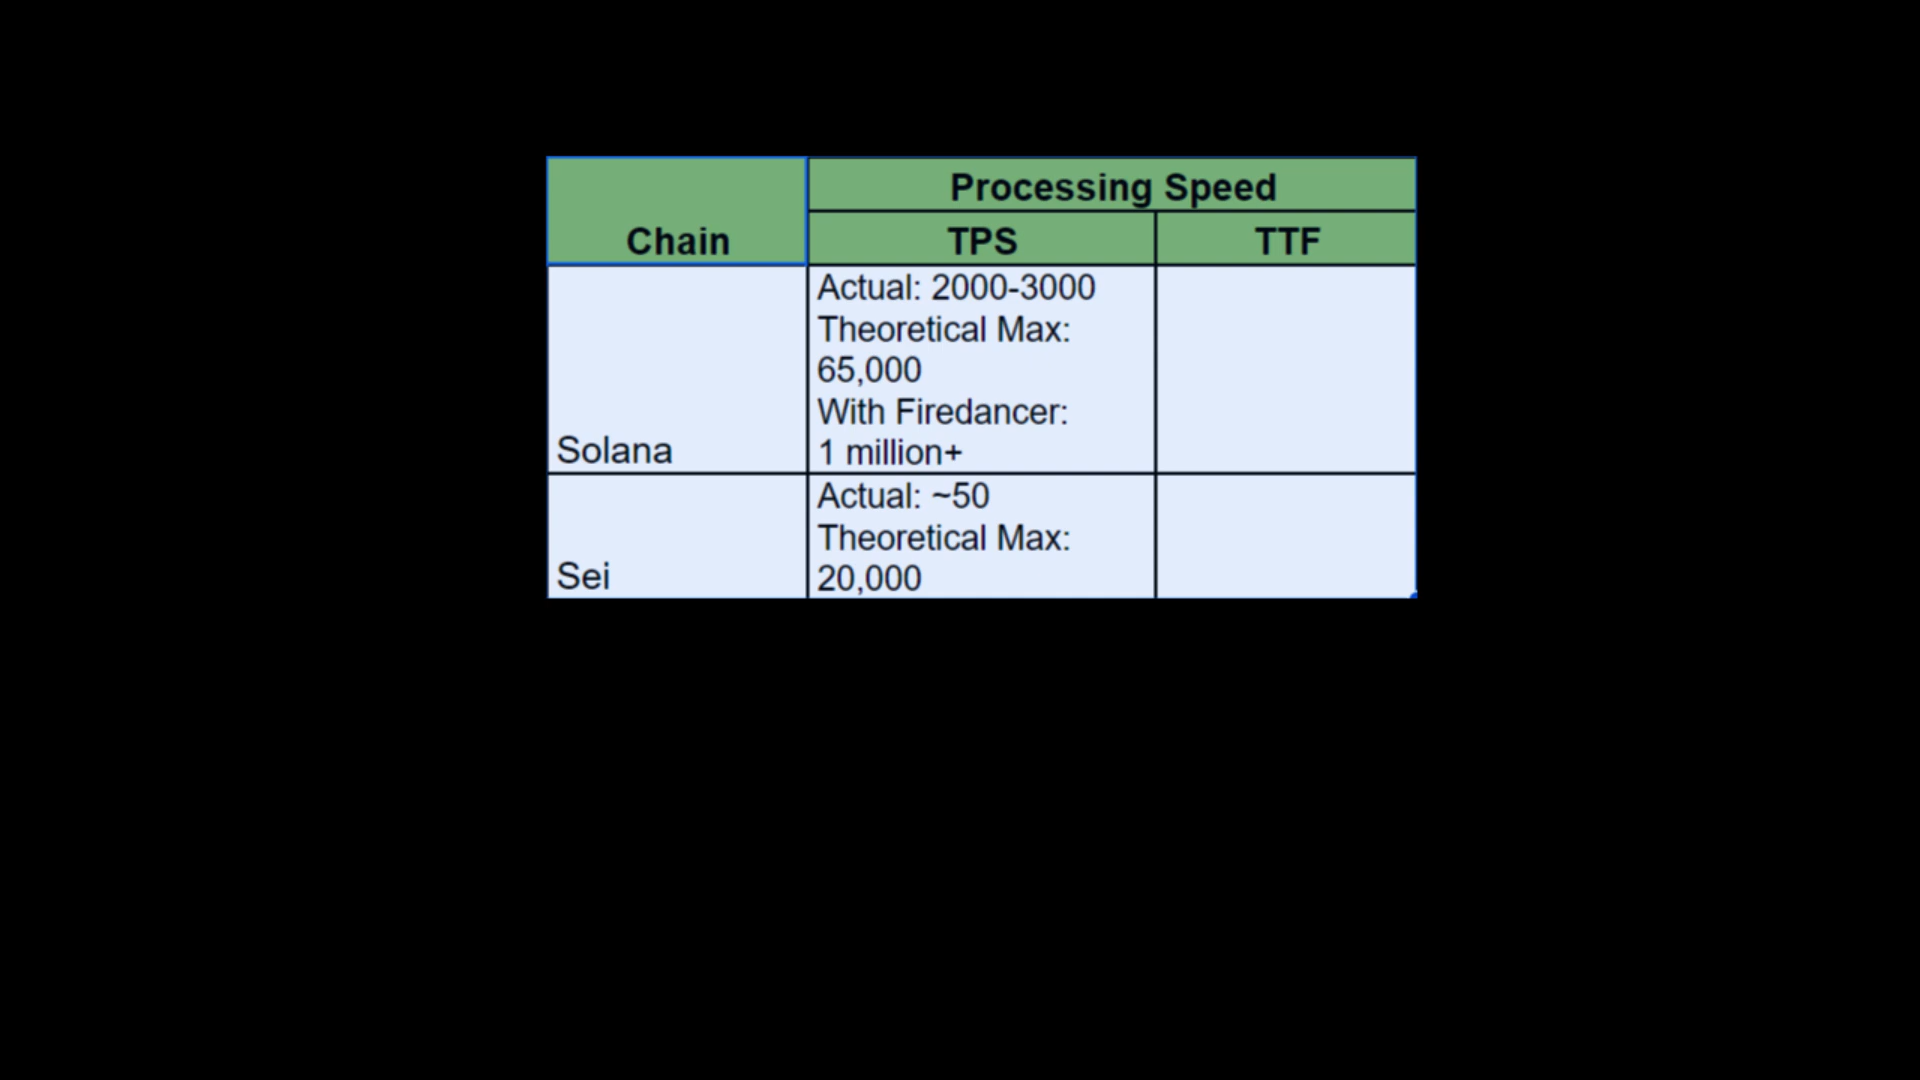 Processing Speed
Chain
TPS
TTF
Actual: 2000-3000
Theoretical Max:
65,000
With Firedancer:
1 million+
Solana
Actual: ~50
Theoretical Max:
20,000
Sei